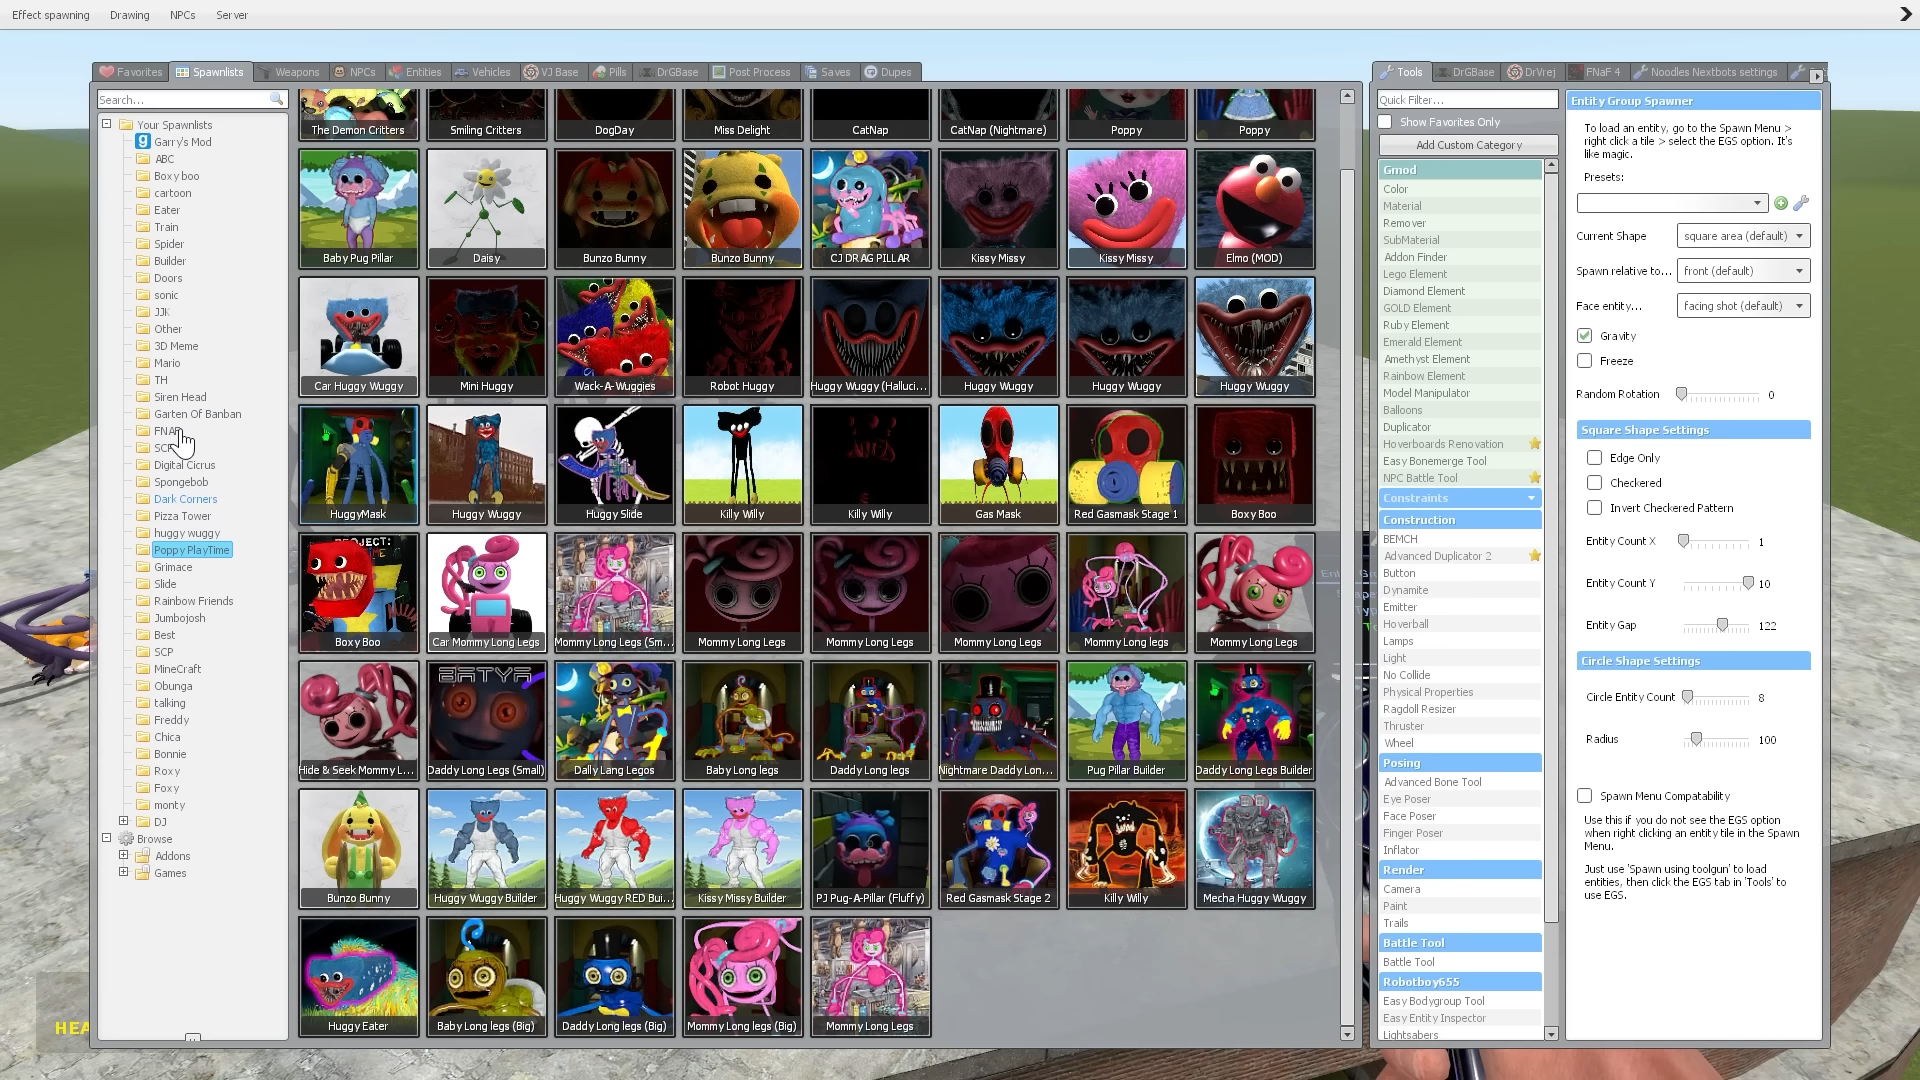 Effect spawning Drawing NPCs Server
Favorites Spawnlists Weapons NPCs Entities Vehicles VJ Base Pills DrGBase Post Process Saves Dupes
Search...
Your Spawnlists
Garry's Mod
ABC
Boxy boo
cartoon
Eater
Train
Spider
Builder
Doors
sonic
JJK
Other
3D Meme
Mario
TH
Siren Head
Garten Of Banban
FNAF
Digital Cicrus
Spongebob
Dark Corners
Pizza Tower
huggy wuggy
Poppy PlayTime
Grimace
Slide
Rainbow Friends
Jumbojosh
Best
SCP
MineCraft
Obunga
talking
Freddy
Chica
Bonnie
Roxy
Foxy
monty
DJ
Browse
Addons
Games
HEA
The Demon Critters Smiling Critters DogDay Miss Delight CatNap CatNap (Nightmare) Poppy Poppy
Baby Pug Pillar Daisy Bunzo Bunny Bunzo Bunny CJ DRAG PILLAR Kissy Missy Kissy Missy Elmo (MOD)
Car Huggy Wuggy Mini Huggy Wack-A-Wuggies Robot Huggy Huggy Wuggy (Halluci... Huggy Wuggy Huggy Wuggy Huggy Wuggy
HuggyMask Huggy Wuggy Huggy Slide Killy Willy Killy Willy Gas Mask Red Gasmask Stage 1 Boxy Boo
PROJECT:
Boxy Boo Car Mommy Long Legs Mommy Long Legs (Sm... Mommy Long Legs Mommy Long Legs Mommy Long Legs Mommy Long legs Mommy Long Legs
Hide & Seek Mommy L... Daddy Long Legs (Small) Dally Lang Legos Baby Long legs Daddy Long legs Nightmare Daddy Lon... Pug Pillar Builder Daddy Long Legs Builder
Bunzo Bunny Huggy Wuggy Builder Huggy Wuggy RED Bui... Kissy Missy Builder PJ Pug-A-Pillar (Fluffy) Red Gasmask Stage 2 Killy Willy Mecha Huggy Wuggy
Huggy Eater Baby Long legs (Big) Daddy Long legs (Big) Mommy Long legs (Big) Mommy Long Legs
Tools DrGBase DrVrej FNaF 4 Noodles Nextbots settings
Quick Filter...
Show Favorites Only
Add Custom Category
Gmod
Color
Material
Remover
SubMaterial
Addon Finder
Lego Element
Diamond Element
GOLD Element
Ruby Element
Emerald Element
Amethyst Element
Rainbow Element
Model Manipulator
Balloons
Duplicator
Hoverboards Renovation
Easy Bonemerge Tool
NPC Battle Tool
Constraints
Construction
BEMCH
Advanced Duplicator 2
Button
Dynamite
Emitter
Hoverball
Lamps
Light
No Collide
Physical Properties
Ragdoll Resizer
Thruster
Wheel
Posing
Advanced Bone Tool
Eye Poser
Face Poser
Finger Poser
Inflator
Render
Camera
Paint
Trails
Battle Tool
Battle Tool
Robotboy655
Easy Bodygroup Tool
Easy Entity Inspector
Lightsabers
Entity Group Spawner
To load an entity, go to the Spawn Menu >
right click a tile > select the EGS option. It's
like magic.
Presets:
Current Shape square area (default)
Spawn relative to... front (default)
Face entity... facing shot (default)
Gravity
Freeze
Random Rotation 0
Square Shape Settings
Edge Only
Checkered
Invert Checkered Pattern
Entity Count X 1
Entity Count Y 10
Entity Gap 122
Circle Shape Settings
Circle Entity Count 8
Radius 100
Spawn Menu Compatability
Use this if you do not see the EGS option
when right clicking an entity tile in the Spawn
Menu.
Just use 'Spawn using toolgun' to load
entities, then click the EGS tab in 'Tools' to
use EGS.